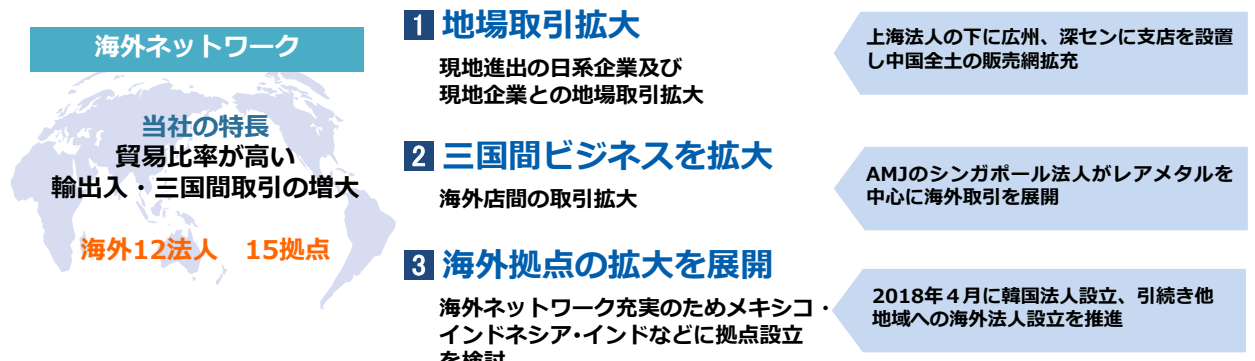 海外ネットワーク
当社の特長
貿易比率が高い
輸出入・三国間取引の増大
海外12法人　15拠点
1 地場取引拡大
現地進出の日系企業及び
現地企業との地場取引拡大
上海法人の下に広州、深センに支店を設置
し中国全土の販売網拡充
2 三国間ビジネスを拡大
海外店間の取引拡大
AMJのシンガポール法人がレアメタルを
中心に海外取引を展開
3 海外拠点の拡大を展開
海外ネットワーク充実のためメキシコ・
インドネシア・インドなどに拠点設立
を検討
2018年４月に韓国法人設立、引続き他
地域への海外法人設立を推進